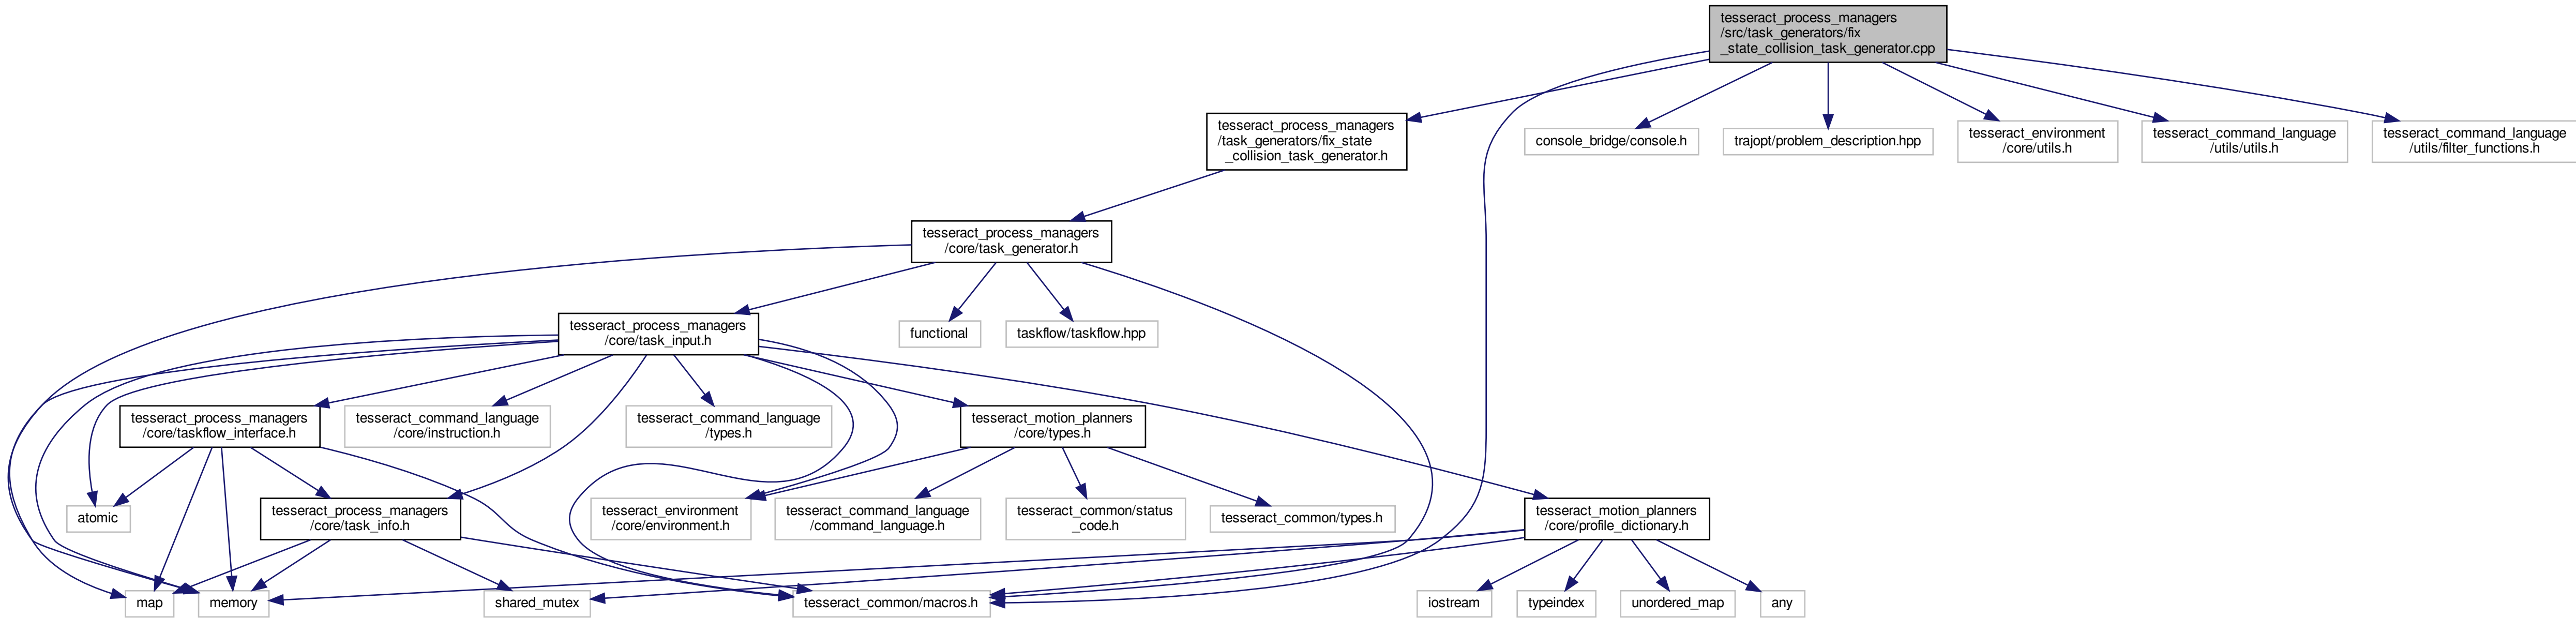 tesseract_process_managers
/src/task_generators/fix
_state_collision_task_generator.cpp
tesseract_process_managers
/task_generators/fix_state
_collision_task_generator.h
console_bridge/console.h
trajopt/problem_description.hpp
tesseract_environment
/core/utils.h
tesseract_command_language
/utils/utils.h
tesseract_command_language
/utils/filter_functions.h
tesseract_process_managers
/core/task_generator.h
tesseract_process_managers
/core/task_input.h
functional
taskflow/taskflow.hpp
tesseract_process_managers
/core/taskflow_interface.h
tesseract_command_language
/core/instruction.h
tesseract_command_language
/types.h
tesseract_motion_planners
/core/types.h
atomic
tesseract_process_managers
/core/task_info.h
tesseract_environment
/core/environment.h
tesseract_command_language
/command_language.h
tesseract_common/status
_code.h
tesseract_common/types.h
tesseract_motion_planners
/core/profile_dictionary.h
map
memory
shared_mutex
tesseract_common/macros.h
iostream
typeindex
unordered_map
any